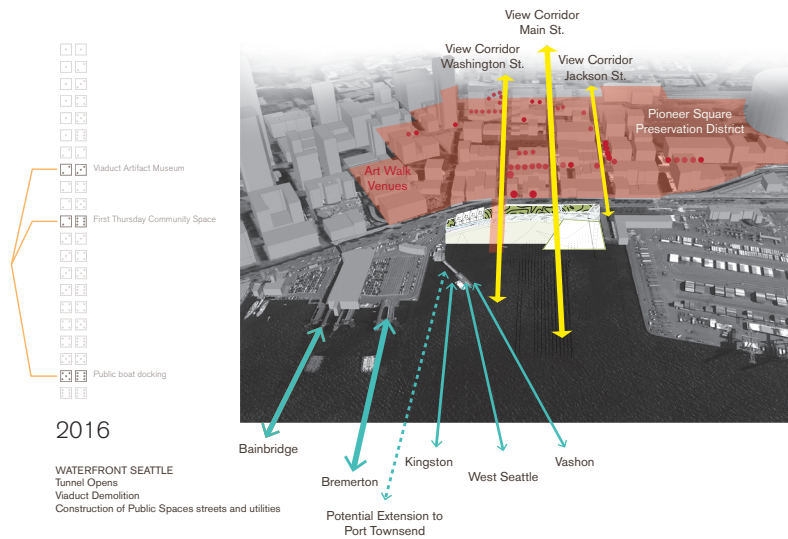 View Corridor
Main St.
View Corridor
Washington St.
View Corridor
Jackson St.
Pioneer Square
Preservation District
Art Walk
Venues
Viaduct Artifact Museum
First Thursday Community Space
Public boat docking
2016
WATERFRONT SEATTLE
Tunnel Opens
Viaduct Demolition
Construction of Public Spaces streets and utilities
Bainbridge
Bremerton
Kingston
West Seattle
Vashon
Potential Extension to
Port Townsend